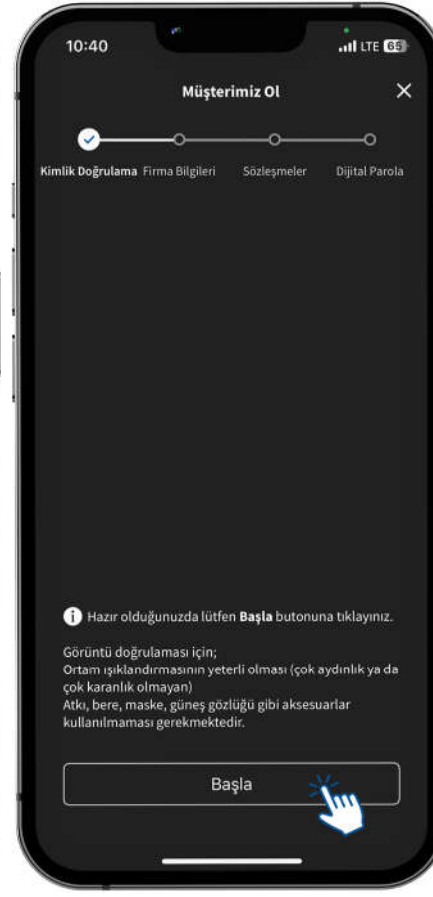 10:40
LTE 65
Müşterimiz Ol
Kimlik Doğrulama Firma Bilgileri Sözleşmeler Dijital Parola
Hazır olduğunuzda lütfen Başla butonuna tıklayınız.
Görüntü doğrulaması için;
Ortam ışıklandırmasının yeterli olması (çok aydınlık ya da
çok karanlık olmayan)
Atkı, bere, maske, güneş gözlüğü gibi aksesuarlar
kullanılmaması gerekmektedir.
Başla